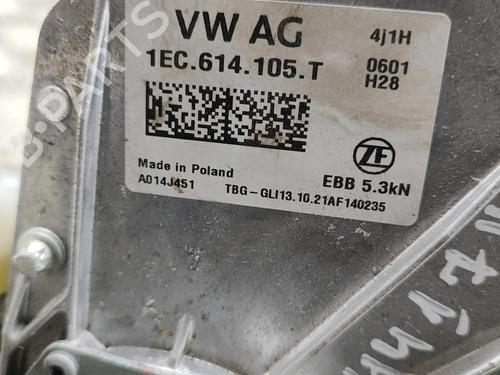 VW AG
4j1H
1EC.614.105.T
0601
H28
ZF
Made in Poland
A014J451
TBG-GLI13.10.21AF140235
EBB 5.3kN
B-PARTS